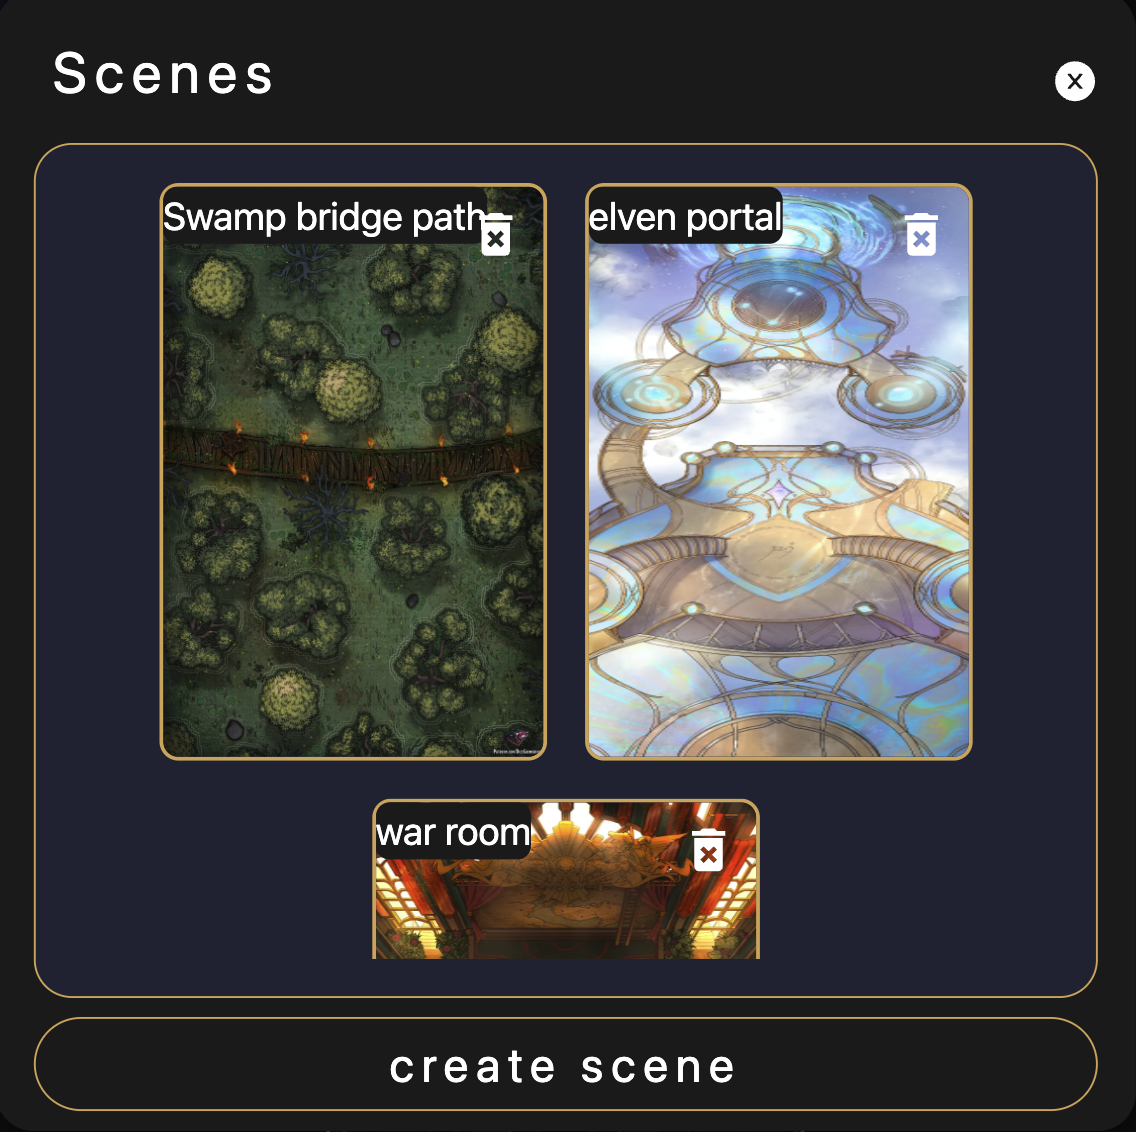 Scenes
X
Swamp bridge path
elven portal
war room
create scene